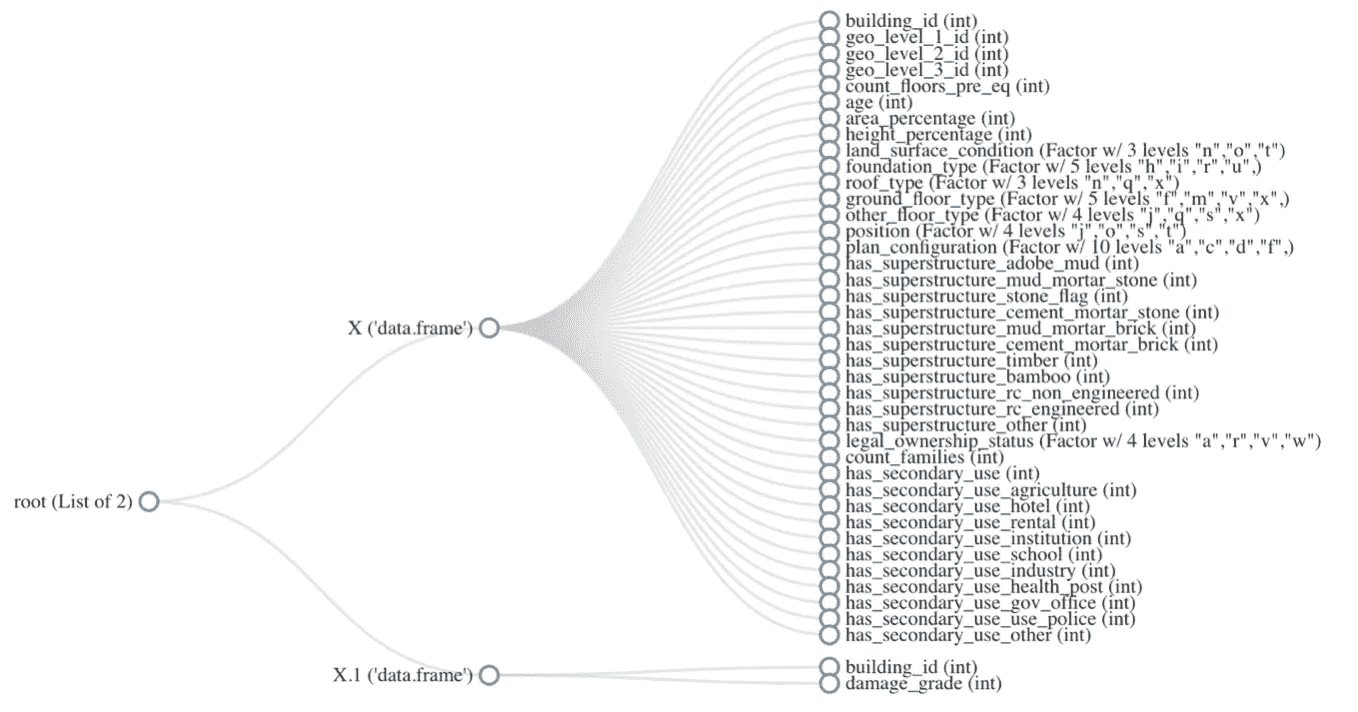 building_id (int)
geo_level_1_id (int)
geo_level_2_id (int)
geo_level_3_id (int)
count_floors_pre_eq (int)
age (int)
area_percentage (int)
height_percentage (int)
land_surface_condition (Factor w/ 3 levels "n","o","t")
foundation_type (Factor w/ 5 levels "h","i","r","u",)
roof_type (Factor w/ 3 levels "n","q","x")
ground_floor_type (Factor w/ 5 levels "f","m","v","x",)
other_floor_type (Factor w/ 4 levels "j","q","s","x")
position (Factor w/ 4 levels "j","o","s","t")
plan_configuration (Factor w/ 10 levels "a","c","d","f",)
has_superstructure_adobe_mud (int)
has_superstructure_mud_mortar_stone (int)
has_superstructure_stone_flag (int)
has_superstructure_cement_mortar_stone (int)
X ('data.frame')
has_superstructure_mud_mortar_brick (int)
has_superstructure_cement_mortar_brick (int)
has_superstructure_timber (int)
has_superstructure_bamboo (int)
has_superstructure_rc_non_engineered (int)
has_superstructure_rc_engineered (int)
has_superstructure_other (int)
legal_ownership_status (Factor w/ 4 levels "a","r","v","w")
count_families (int)
has_secondary_use (int)
has_secondary_use_agriculture (int)
root (List of 2)
has_secondary_use_hotel (int)
has_secondary_use_rental (int)
has_secondary_use_institution (int)
has_secondary_use_school (int)
has_secondary_use_industry (int)
has_secondary_use_health_post (int)
has_secondary_use_gov_office (int)
has_secondary_use_use_police (int)
has_secondary_use_other (int)
X.1 ('data.frame')
building_id (int)
damage_grade (int)